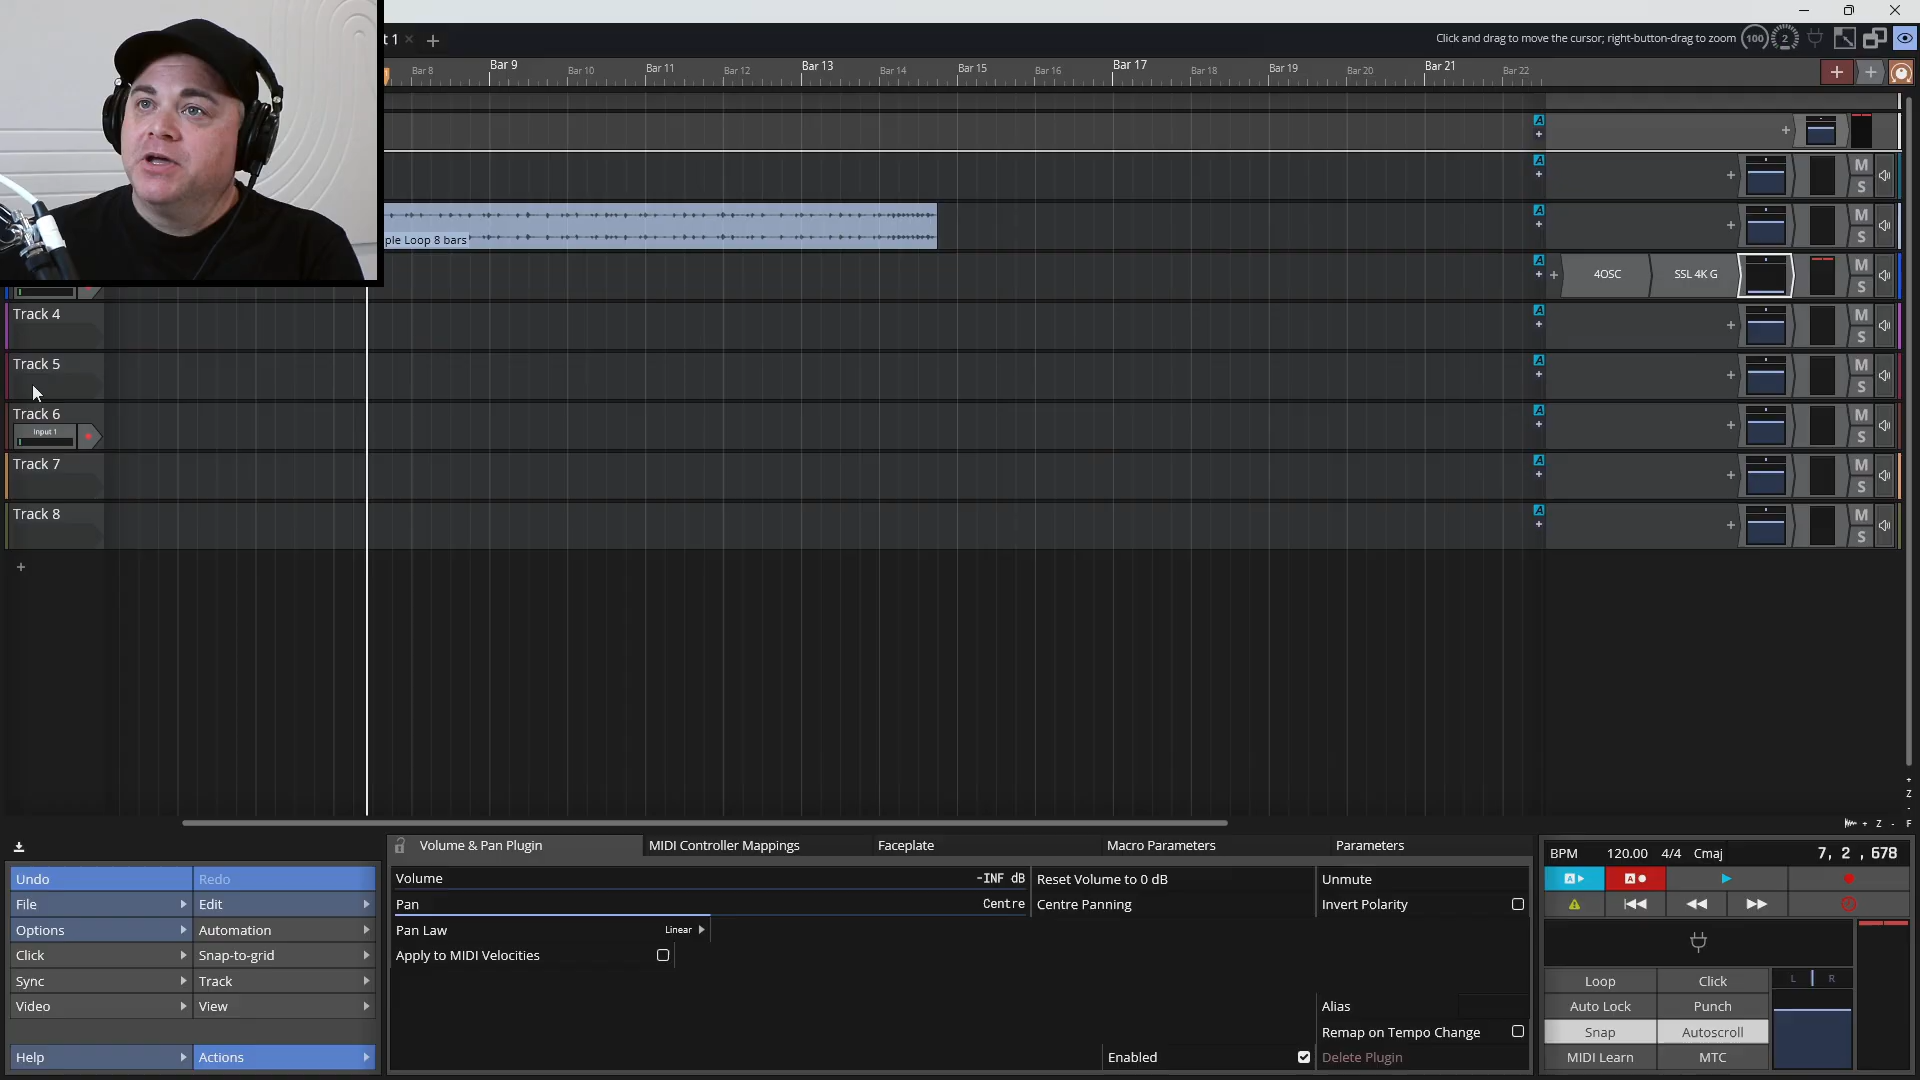 t 1
Click and drag to move the cursor; right-button-drag to zoom
100
2
Bar 8
Bar 9
Bar 10
Bar 11
Bar 12
Bar 13
Bar 14
Bar 15
Bar 16
Bar 17
Bar 18
Bar 19
Bar 20
Bar 21
Bar 22
A
A
M
S
ple Loop 8 bars
A
M
S
A
4OSC
SSL 4K G
M
S
Track 4
A
M
S
Track 5
A
M
S
Track 6
Input 1
A
M
S
Track 7
A
M
S
Track 8
A
M
S
Z
Z
F
Undo
Redo
File
Edit
Options
Automation
Click
Snap-to-grid
Sync
Track
Video
View
Help
Actions
Volume & Pan Plugin
MIDI Controller Mappings
Faceplate
Macro Parameters
Parameters
Volume
-INF dB
Reset Volume to 0 dB
Unmute
Pan
Centre
Centre Panning
Invert Polarity
Pan Law
Linear
Apply to MIDI Velocities
Alias
Remap on Tempo Change
Enabled
Delete Plugin
BPM 120.00 4/4 Cmaj
7, 2 , 678
A
A
Loop
Click
L
R
Auto Lock
Punch
Snap
Autoscroll
MIDI Learn
MTC